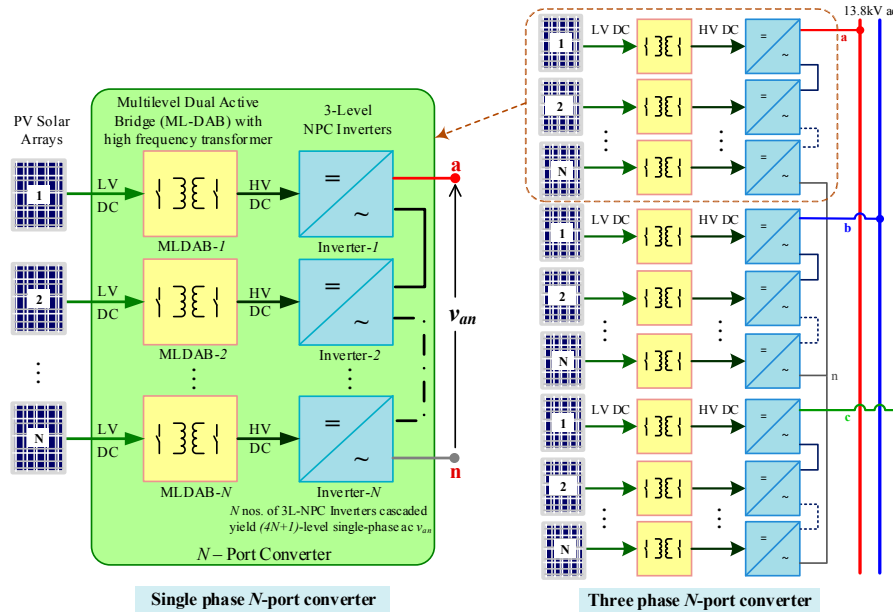 PV Solar
Arrays
Multilevel Dual Active
Bridge (ML-DAB) with
high frequency transformer
3-Level
NPC Inverters
1
LV
DC
HV
DC
=
~
a
MLDAB-1
Inverter-1
2
LV
DC
HV
DC
=
~
v_an
MLDAB-2
Inverter-2
N
LV
DC
HV
DC
=
~
n
MLDAB-N
Inverter-N
N nos. of 3L-NPC Inverters cascaded
yield (4N+1)-level single-phase ac v_an
N – Port Converter
Single phase N-port converter
13.8kV ac
1
LV DC
HV DC
=
~
a
2
=
~
N
=
~
1
LV DC
HV DC
=
~
b
2
=
~
N
=
~
n
1
LV DC
HV DC
=
~
c
2
=
~
N
=
~
Three phase N-port converter